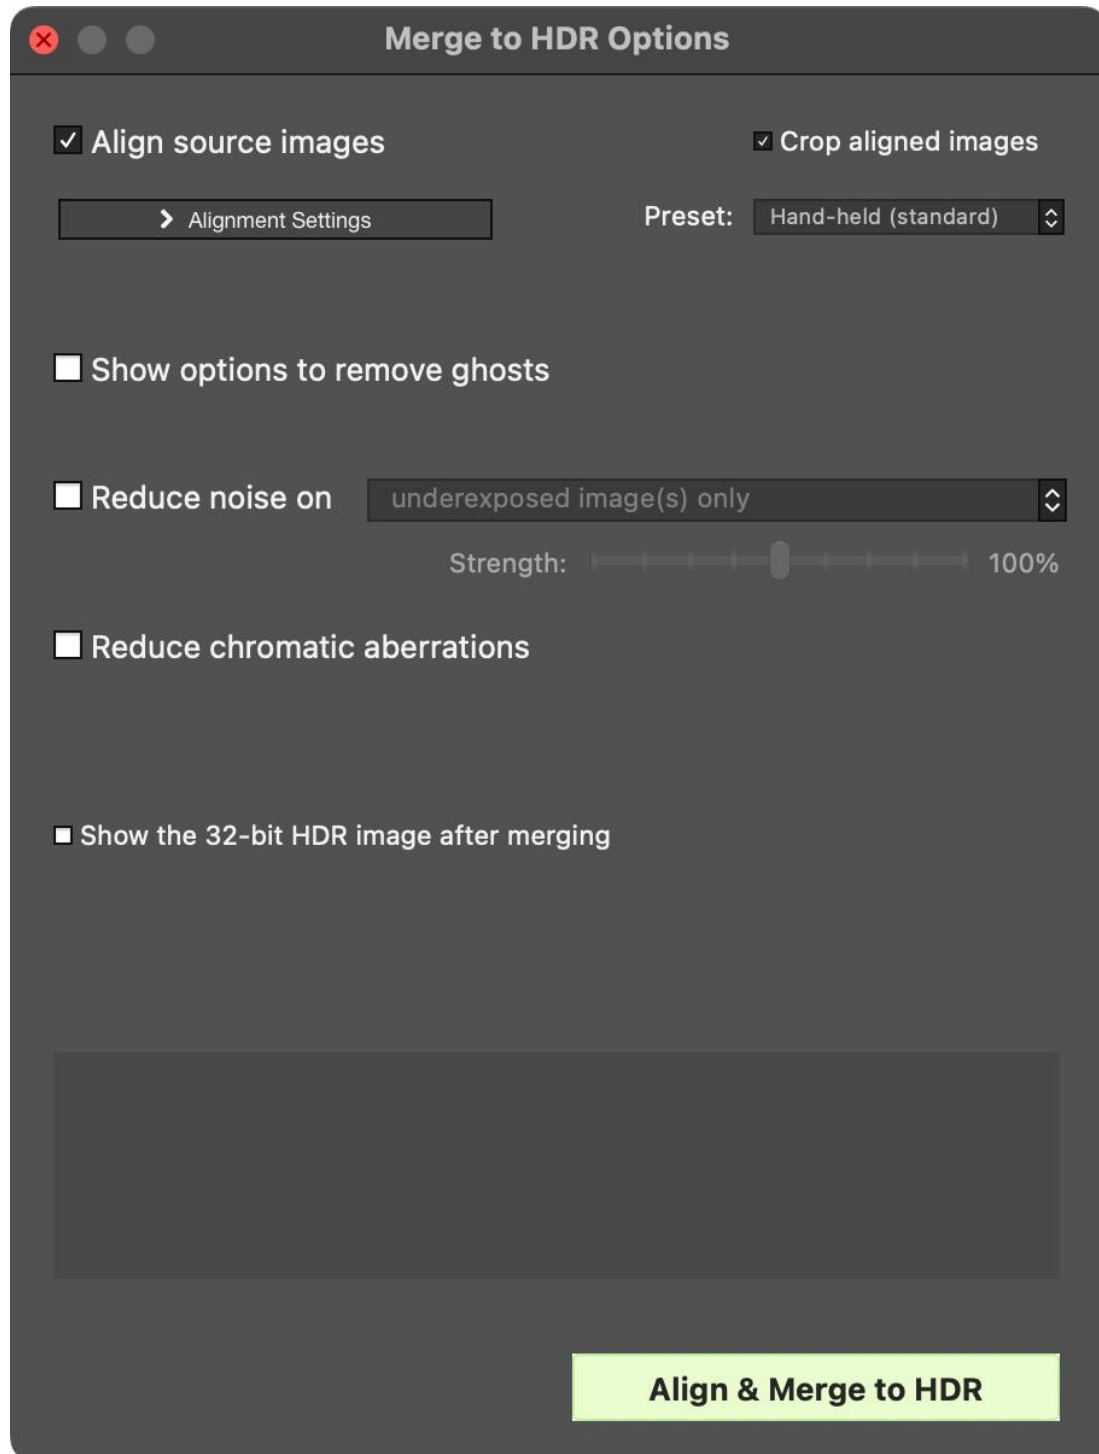 Merge to HDR Options
Align source images
Crop aligned images
Alignment Settings
Preset: Hand-held (standard)
Show options to remove ghosts
Reduce noise on underexposed image(s) only
Strength: 100%
Reduce chromatic aberrations
Show the 32-bit HDR image after merging
Align & Merge to HDR